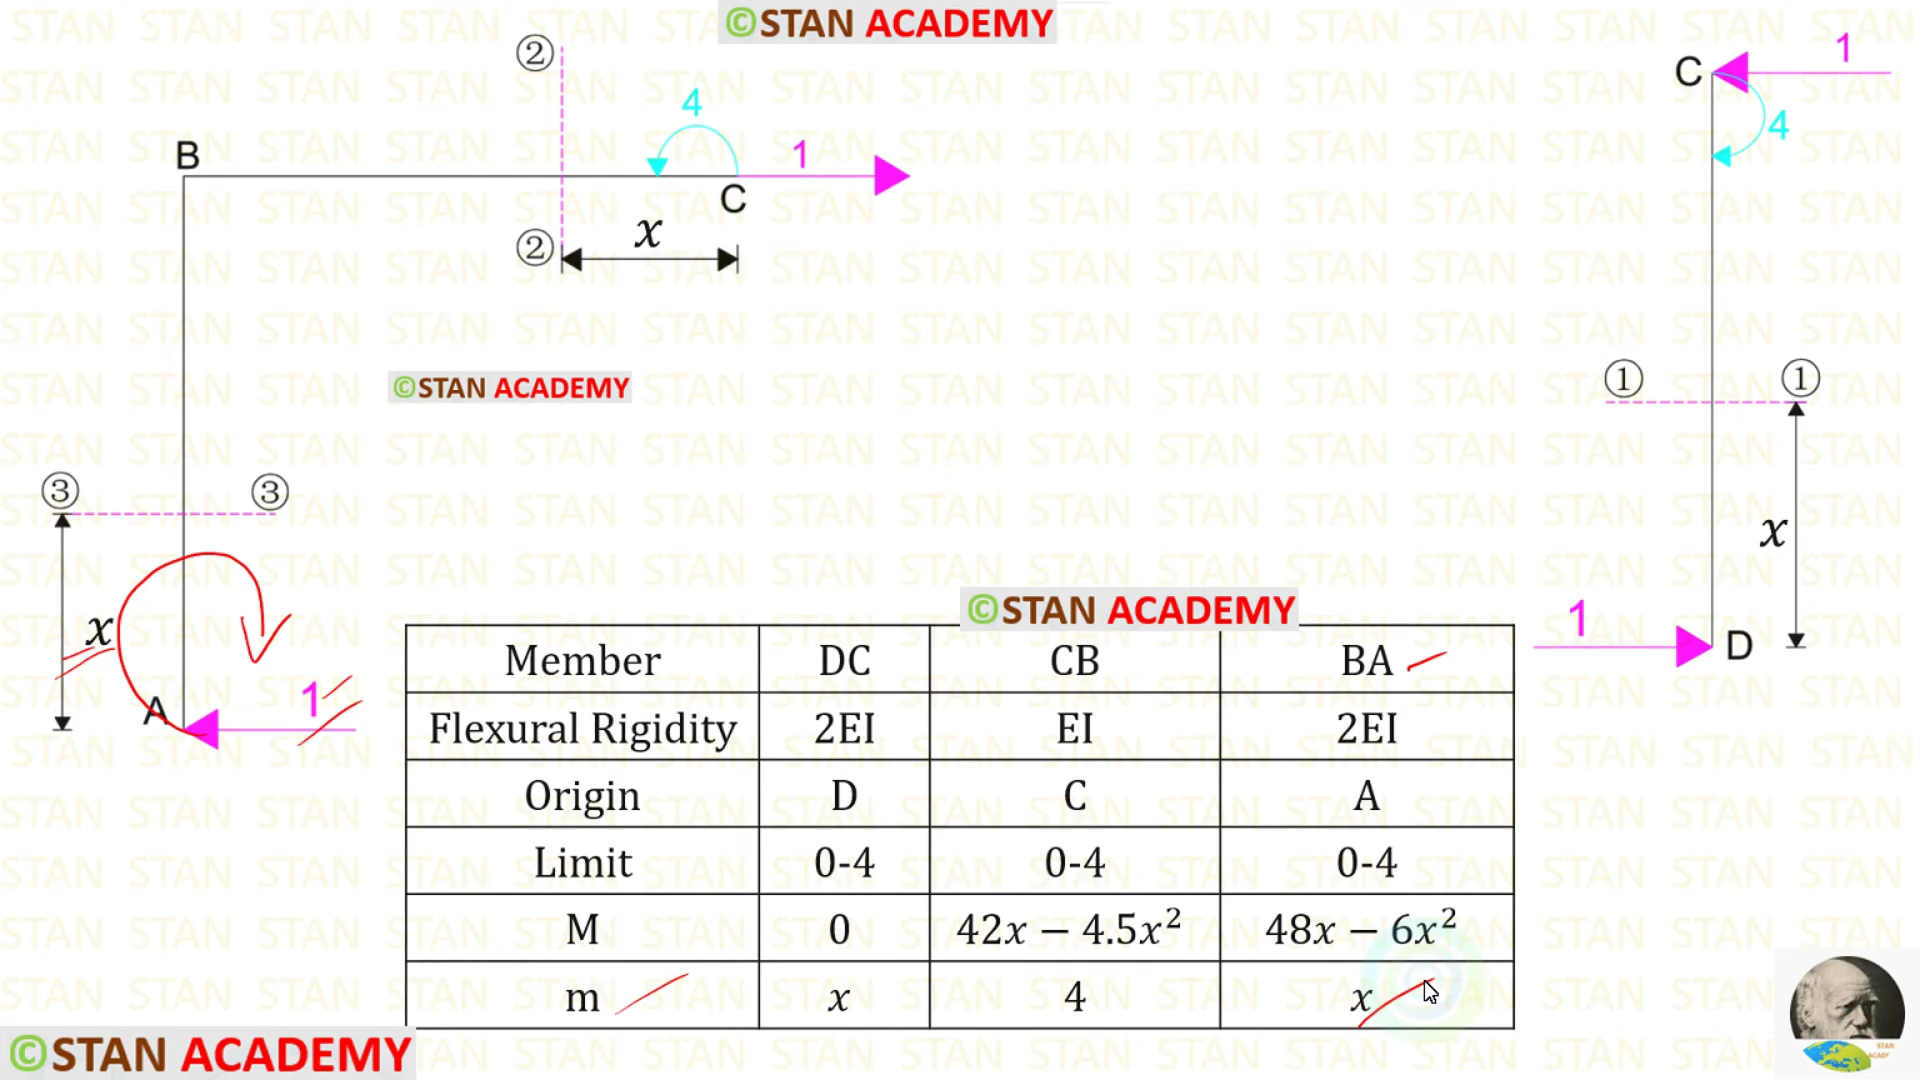 ©STAN ACADEMY
②
4
1
B
C
②
x
C
1
4
①
①
x
1
D
©STAN ACADEMY
③
③
x
A
1
©STAN ACADEMY
Member DC CB BA
Flexural Rigidity 2EI EI 2EI
Origin D C A
Limit 0-4 0-4 0-4
M 0 42x − 4.5x² 48x − 6x²
m x 4 x
©STAN ACADEMY
STAN
ACADY